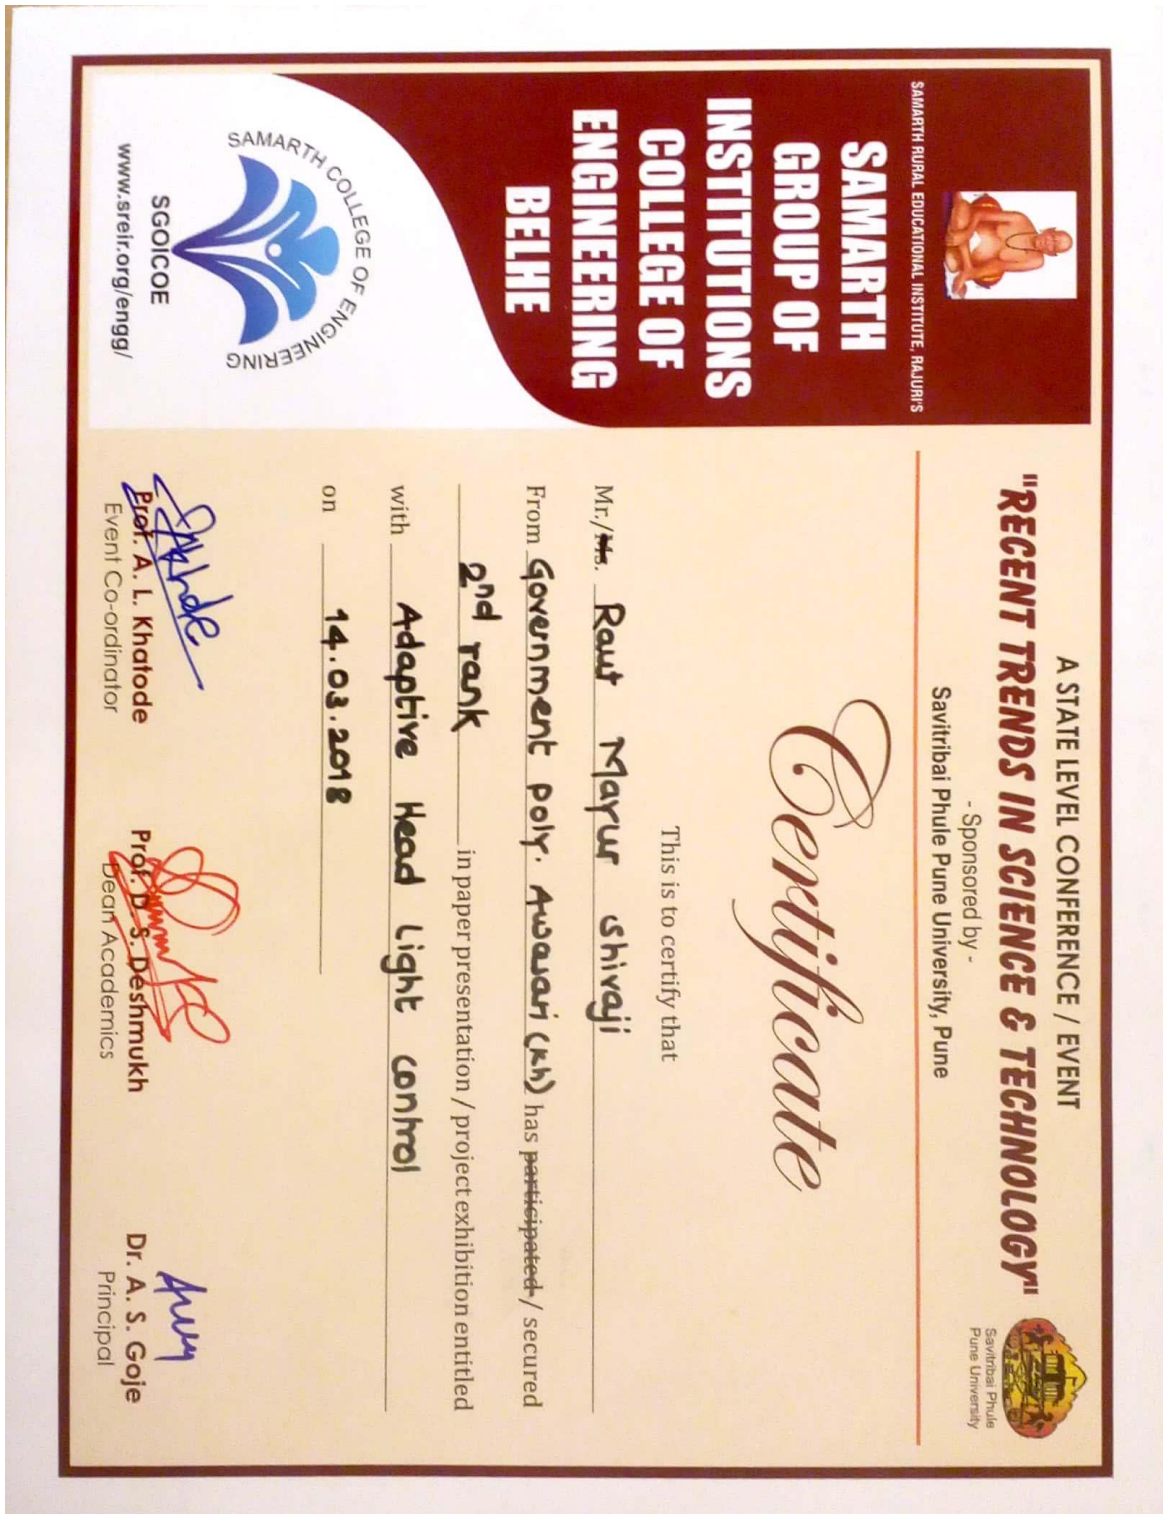 SAMARTH RURAL EDUCATIONAL INSTITUTE, RAJURI'S
SAMARTH
GROUP OF
INSTITUTIONS
COLLEGE OF
ENGINEERING
BELHE
SAMARTH COLLEGE OF ENGINEERING
SGOICOE
www.sreir.org/engg/
A STATE LEVEL CONFERENCE / EVENT
"RECENT TRENDS IN SCIENCE & TECHNOLOGY"
- Sponsored by -
Savitribai Phule Pune University, Pune
Savitribai Phule
Pune University
Certificate
This is to certify that
Mr./Ms. Raut Mayur Shivaji
From Government Poly. Awasari (Kh) has participated / secured
2nd rank in paper presentation / project exhibition entitled
with Adaptive Head Light control
on 14.03.2018
Prof. A. L. Khatode
Event Co-ordinator
Prof. D. S. Deshmukh
Dean Academics
Dr. A. S. Goje
Principal